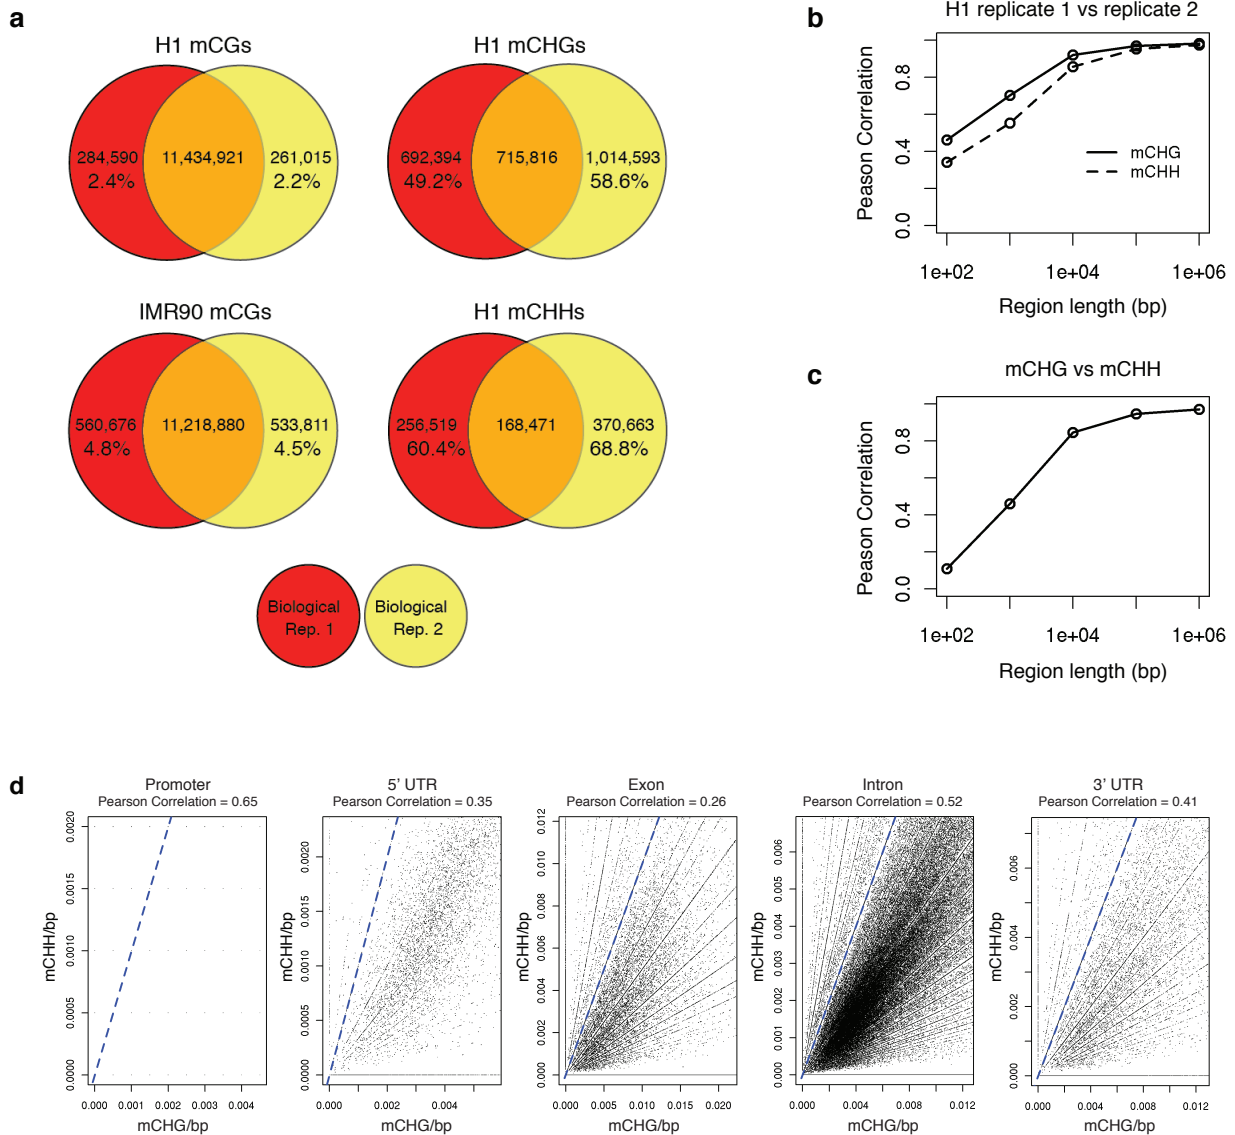 a
H1 mCGs
284,590
2.4%
11,434,921
261,015
2.2%
H1 mCHGs
692,394
49.2%
715,816
1,014,593
58.6%
IMR90 mCGs
560,676
4.8%
11,218,880
533,811
4.5%
H1 mCHHs
256,519
60.4%
168,471
370,663
68.8%
Biological
Rep. 1
Biological
Rep. 2
b
H1 replicate 1 vs replicate 2
Peason Correlation
0.8
0.4
0.0
mCHG
mCHH
1e+02
1e+04
1e+06
Region length (bp)
c
mCHG vs mCHH
Peason Correlation
0.8
0.4
0.0
1e+02
1e+04
1e+06
Region length (bp)
d
Promoter
Pearson Correlation = 0.65
mCHH/bp
0.0020
0.0015
0.0010
0.0005
0.0000
0.000 0.001 0.002 0.003 0.004
mCHG/bp
5' UTR
Pearson Correlation = 0.35
mCHH/bp
0.0020
0.0015
0.0010
0.0005
0.0000
0.000 0.002 0.004
mCHG/bp
Exon
Pearson Correlation = 0.26
mCHH/bp
0.012
0.010
0.008
0.006
0.004
0.002
0.000
0.000 0.005 0.010 0.015 0.020
mCHG/bp
Intron
Pearson Correlation = 0.52
mCHH/bp
0.006
0.005
0.004
0.003
0.002
0.001
0.000
0.000 0.004 0.008 0.012
mCHG/bp
3' UTR
Pearson Correlation = 0.41
mCHH/bp
0.006
0.004
0.002
0.000
0.000 0.004 0.008 0.012
mCHG/bp